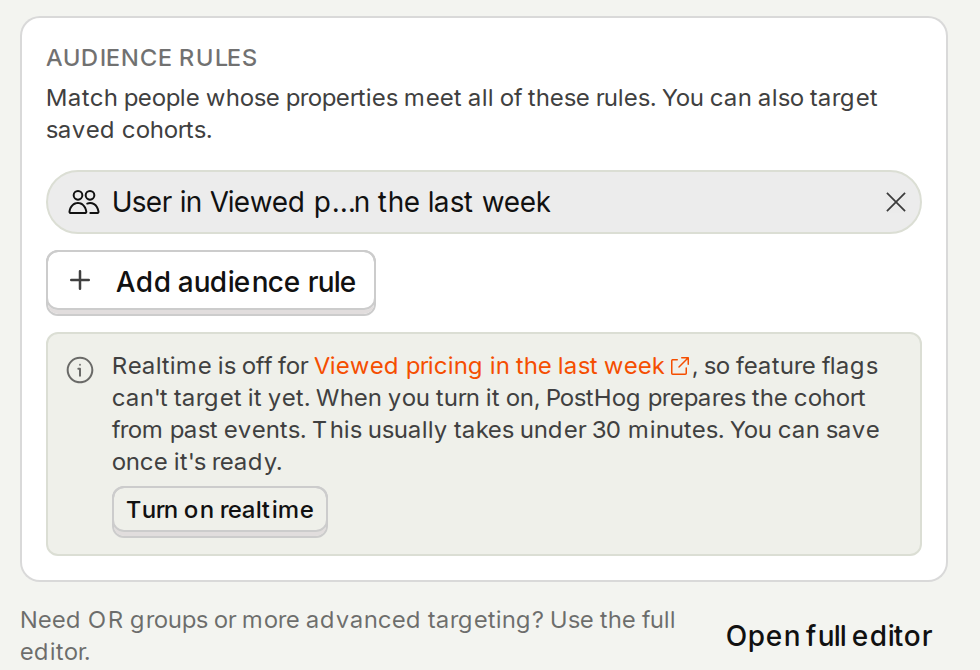 AUDIENCE RULES
Match people whose properties meet all of these rules. You can also target
saved cohorts.
User in Viewed p...n the last week
Add audience rule
Realtime is off for Viewed pricing in the last week, so feature flags
can't target it yet. When you turn it on, PostHog prepares the cohort
from past events. This usually takes under 30 minutes. You can save
once it's ready.
Turn on realtime
Need OR groups or more advanced targeting? Use the full
editor.
Open full editor